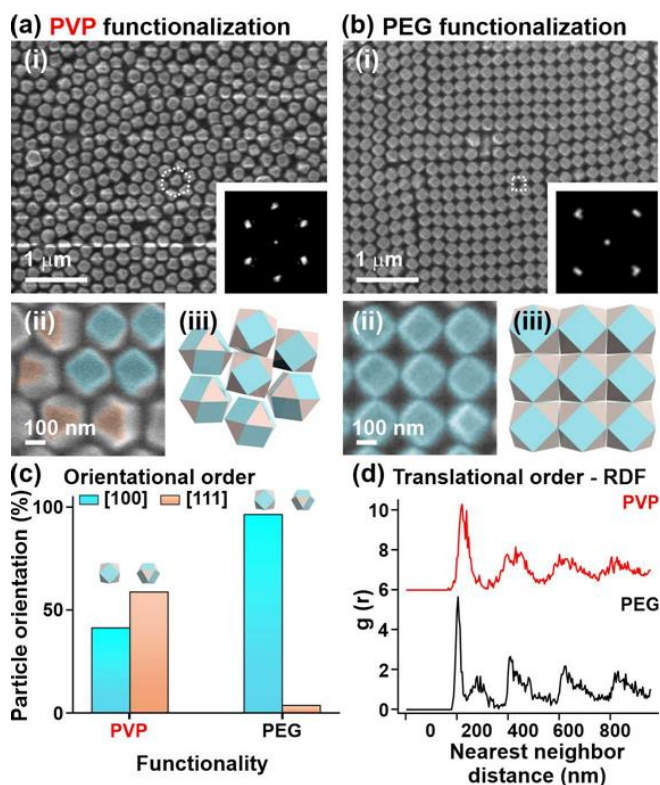 (a) PVP functionalization
(i)
1 μm
(ii)
100 nm
(iii)
(b) PEG functionalization
(i)
1 μm
(ii)
100 nm
(iii)
(c) Orientational order
[100] [111]
Particle orientation (%)
100
50
0
PVP PEG
Functionality
(d) Translational order - RDF
PVP
PEG
g (r)
10
8
6
4
2
0
0 200 400 600 800
Nearest neighbor
distance (nm)